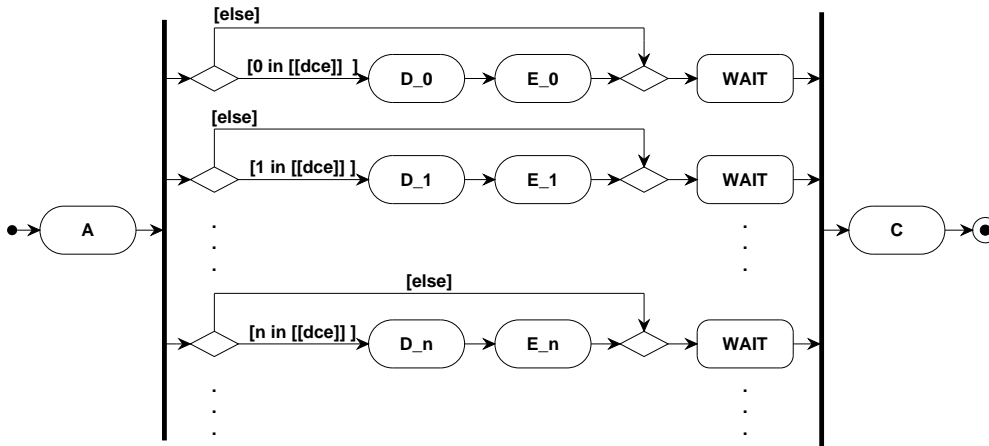 [else]
[0 in [[dce]] ]
D_0
E_0
WAIT
[else]
[1 in [[dce]] ]
D_1
E_1
WAIT
A
C
[else]
[n in [[dce]] ]
D_n
E_n
WAIT